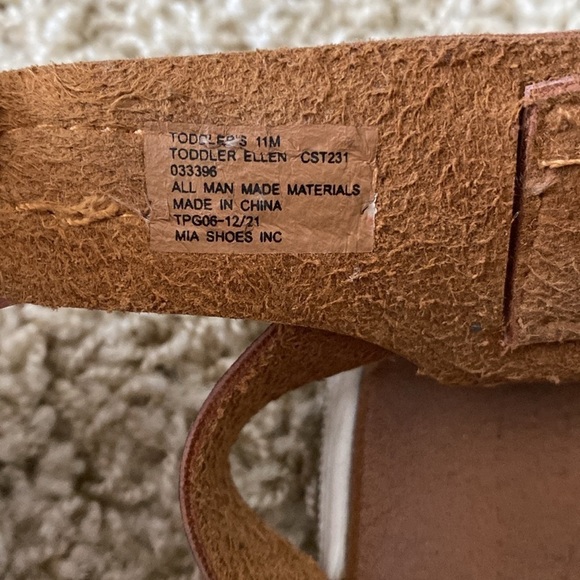 TODDLER'S 11M
TODDLER ELLEN CST231
033396
ALL MAN MADE MATERIALS
MADE IN CHINA
TPG06-12/21
MIA SHOES INC